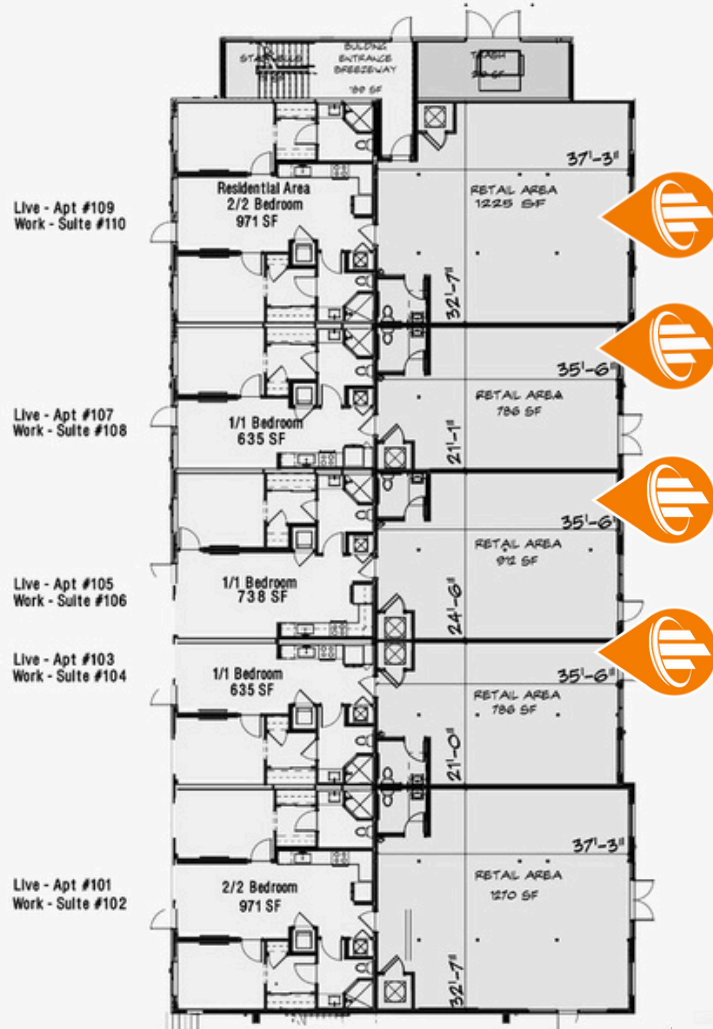 BUILDING
ENTRANCE
BREEZEWAY
TRASH
37'-3"
Live - Apt #109
Work - Suite #110
Residential Area
2/2 Bedroom
971 SF
RETAIL AREA
1225 SF
32'-7"
35'-6"
Live - Apt #107
Work - Suite #108
1/1 Bedroom
635 SF
RETAIL AREA
786 SF
21'-1"
35'-6"
Live - Apt #105
Work - Suite #106
1/1 Bedroom
738 SF
RETAIL AREA
912 SF
24'-6"
Live - Apt #103
Work - Suite #104
1/1 Bedroom
635 SF
35'-6"
RETAIL AREA
786 SF
21'-0"
37'-3"
Live - Apt #101
Work - Suite #102
2/2 Bedroom
971 SF
RETAIL AREA
1270 SF
32'-7"